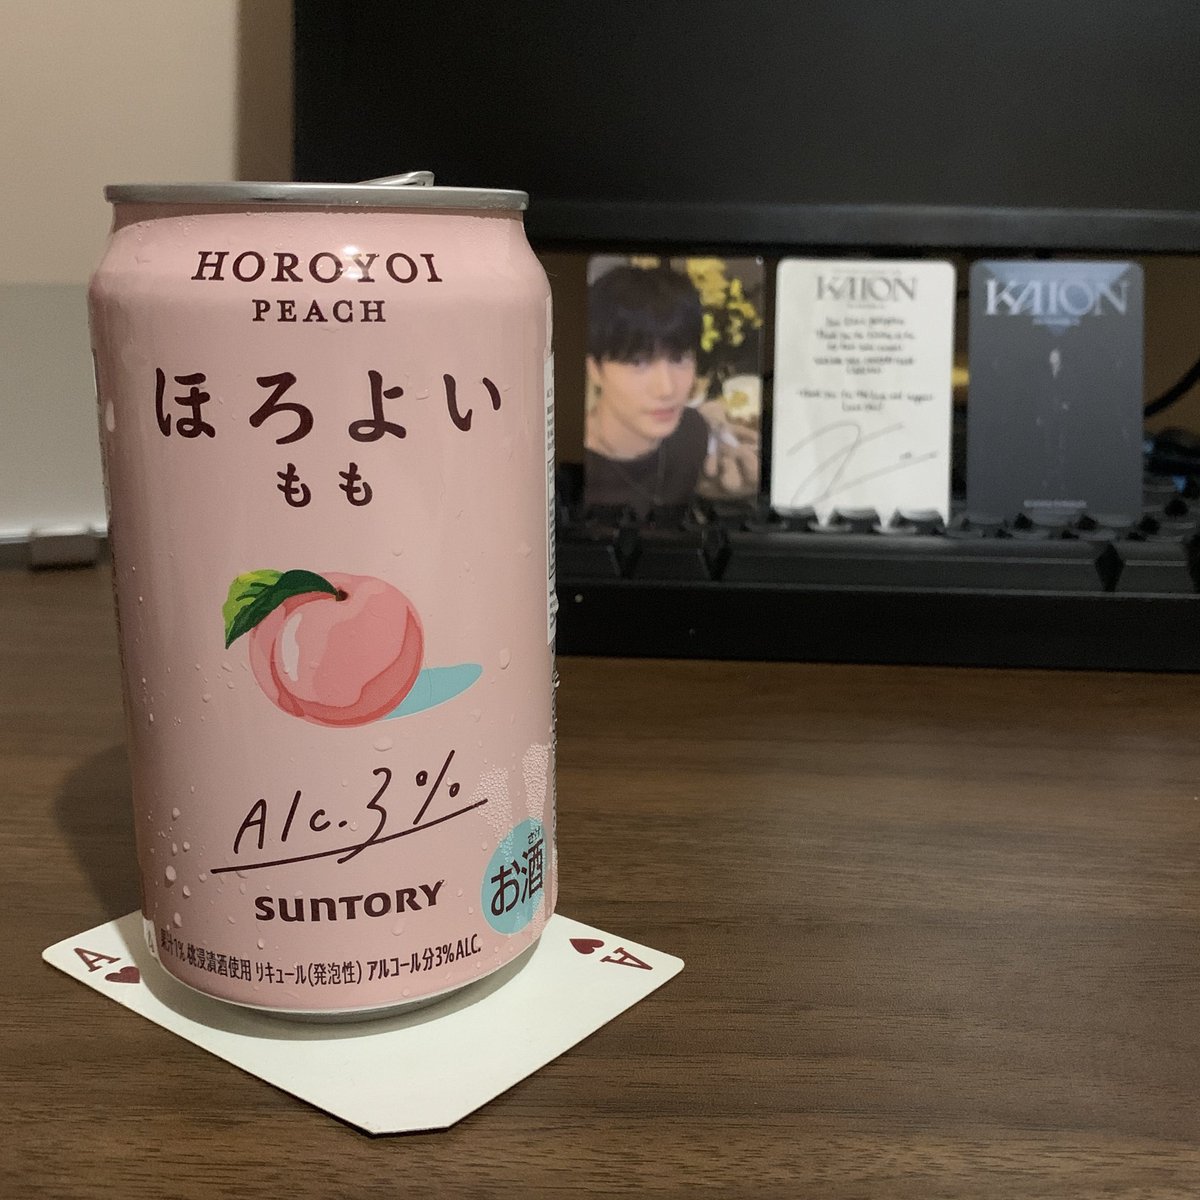 HOROYOI
PEACH
ほろよい
もも
Alc.3%
さけ
お酒
SUNTORY
果汁1% 桃浸漬酒使用 リキュール(発泡性) アルコール分3%ALC.
A
A
KAION
KAION